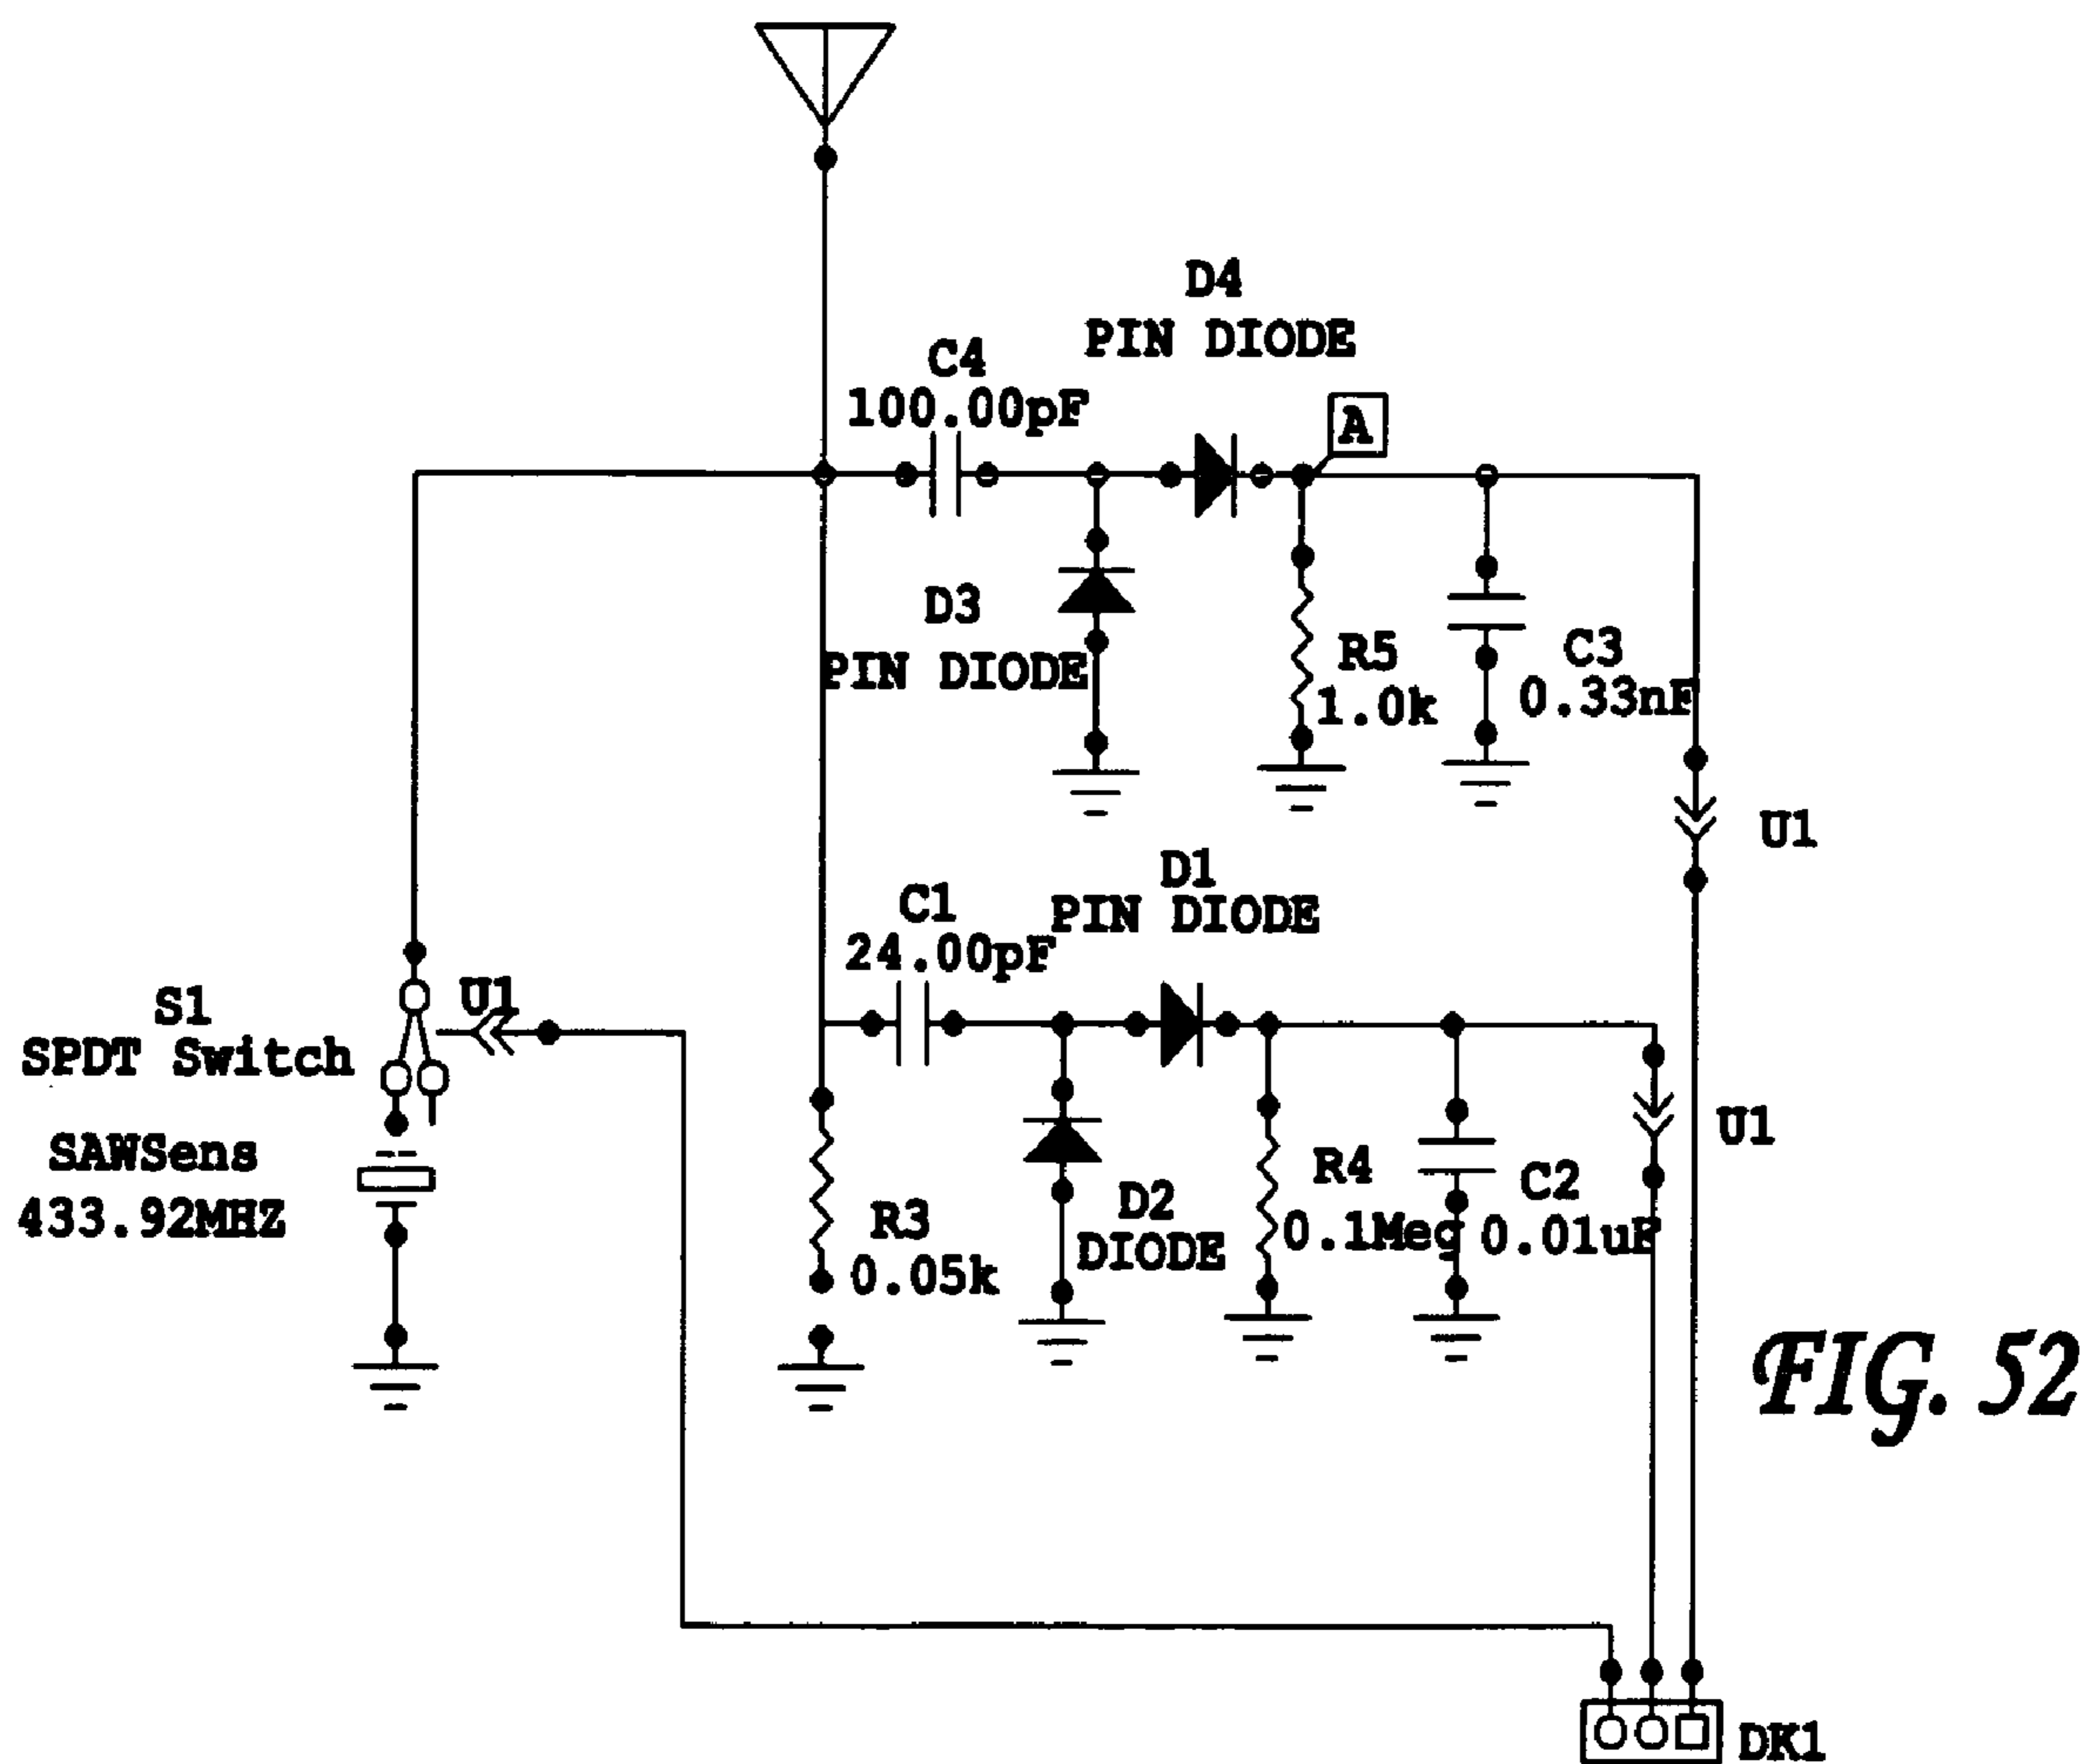 D4
PIN DIODE
C4
100.00pF
A
D3
PIN DIODE
R5
1.0k
C3
0.33nF
U1
D1
PIN DIODE
C1
24.00pF
S1
SPDT Switch
U1
SAWSens
433.92MHZ
R3
0.05k
D2
DIODE
R4
0.1Meg
C2
0.01uF
U1
FIG. 52
DK1